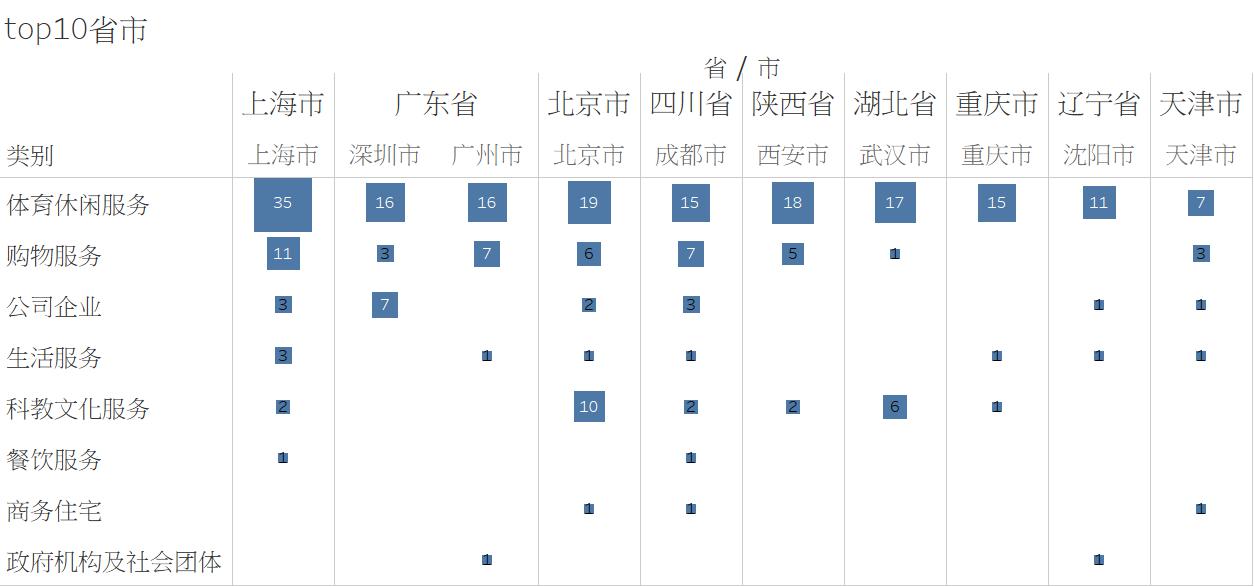 top10省市
省 / 市
上海市 广东省 北京市 四川省 陕西省 湖北省 重庆市 辽宁省 天津市
类别 上海市 深圳市 广州市 北京市 成都市 西安市 武汉市 重庆市 沈阳市 天津市
体育休闲服务 35 16 16 19 15 18 17 15 11 7
购物服务 11 3 7 6 7 5 1 3
公司企业 3 7 2 3 1 1
生活服务 3 1 1 1 1 1 1
科教文化服务 2 10 2 2 6 1
餐饮服务 1 1
商务住宅 1 1 1
政府机构及社会团体 1 1